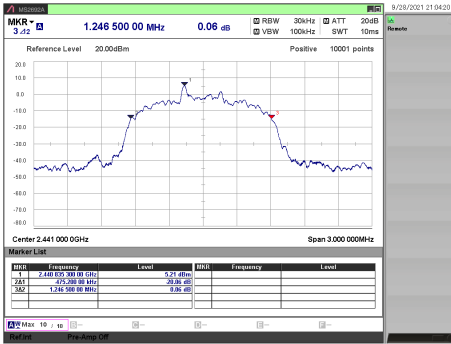 MS2692A
9/28/2021 21:04:20
MKR
3 Δ2
1.246 500 00 MHz
0.06 dB
RBW 30kHz
VBW 100kHz
ATT 20dB
SWT 10ms
Remote
Reference Level 20.00dBm
Positive 10001 points
20.0
10.0
0.0
-10.0
-20.0
-30.0
-40.0
-50.0
-60.0
-70.0
-80.0
1
3
Center 2.441 000 0GHz
Span 3.000 000MHz
Marker List
MKR Frequency Level MKR Frequency Level
1 2.440 835 300 00 GHz 5.21 dBm
2Δ1 475.200 00 kHz 20.06 dB
3Δ2 1.246 500 00 MHz 0.06 dB
Max 10 / 10
Ref.Int Pre-Amp Off